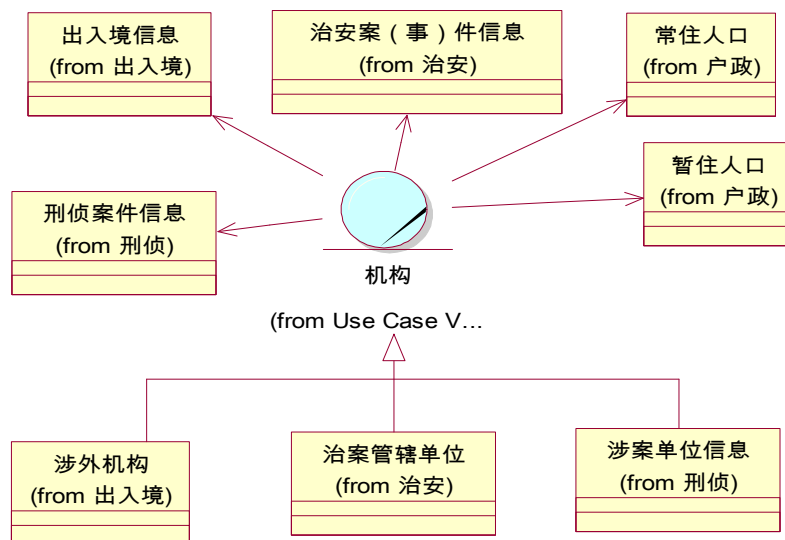 出入境信息
(from 出入境)
治安案（事）件信息
(from 治安)
常住人口
(from 户政)
暂住人口
(from 户政)
刑侦案件信息
(from 刑侦)
机构
(from Use Case V...
涉外机构
(from 出入境)
治案管辖单位
(from 治安)
涉案单位信息
(from 刑侦)